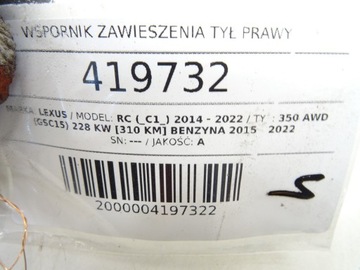 WSPORNIK ZAWIESZENIA TYŁ PRAWY
419732
MARKA: LEXUS / MODEL: RC (_C1_) 2014 - 2022 / TY : 350 AWD
(GSC15) 228 KW [310 KM] BENZYNA 2015 2022
SN: --- / JAKOŚĆ: A
2000004197322